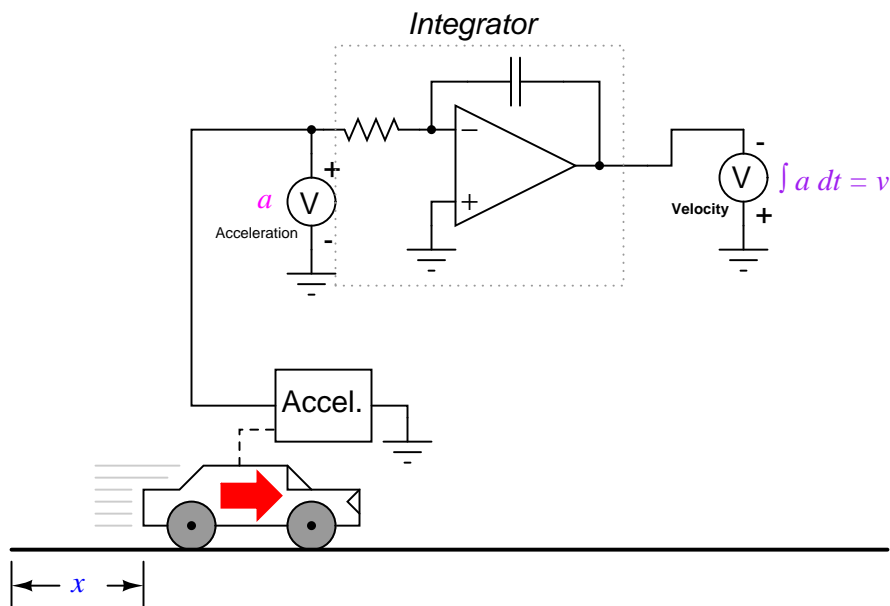 Integrator
−
+
a
V
+
-
Acceleration
V
-
+
Velocity
∫ a dt = v
Accel.
x